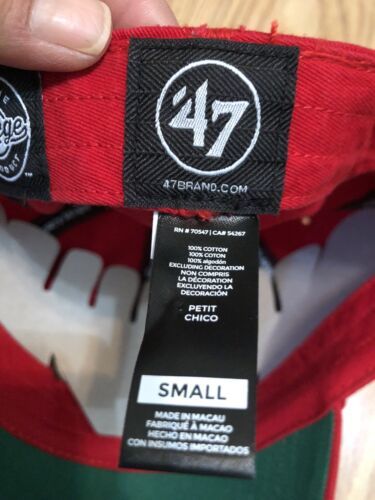 '47
47BRAND.COM
RN # 70547 | CA# 54267
100% COTTON
100% COTON
100% algodón
EXCLUDING DECORATION
NON COMPRIS
LA DÉCORATION
EXCLUYENDO LA
DECORACIÓN
PETIT
CHICO
SMALL
MADE IN MACAU
FABRIQUÉ À MACAO
HECHO EN MACAO
CON INSUMOS IMPORTADOS